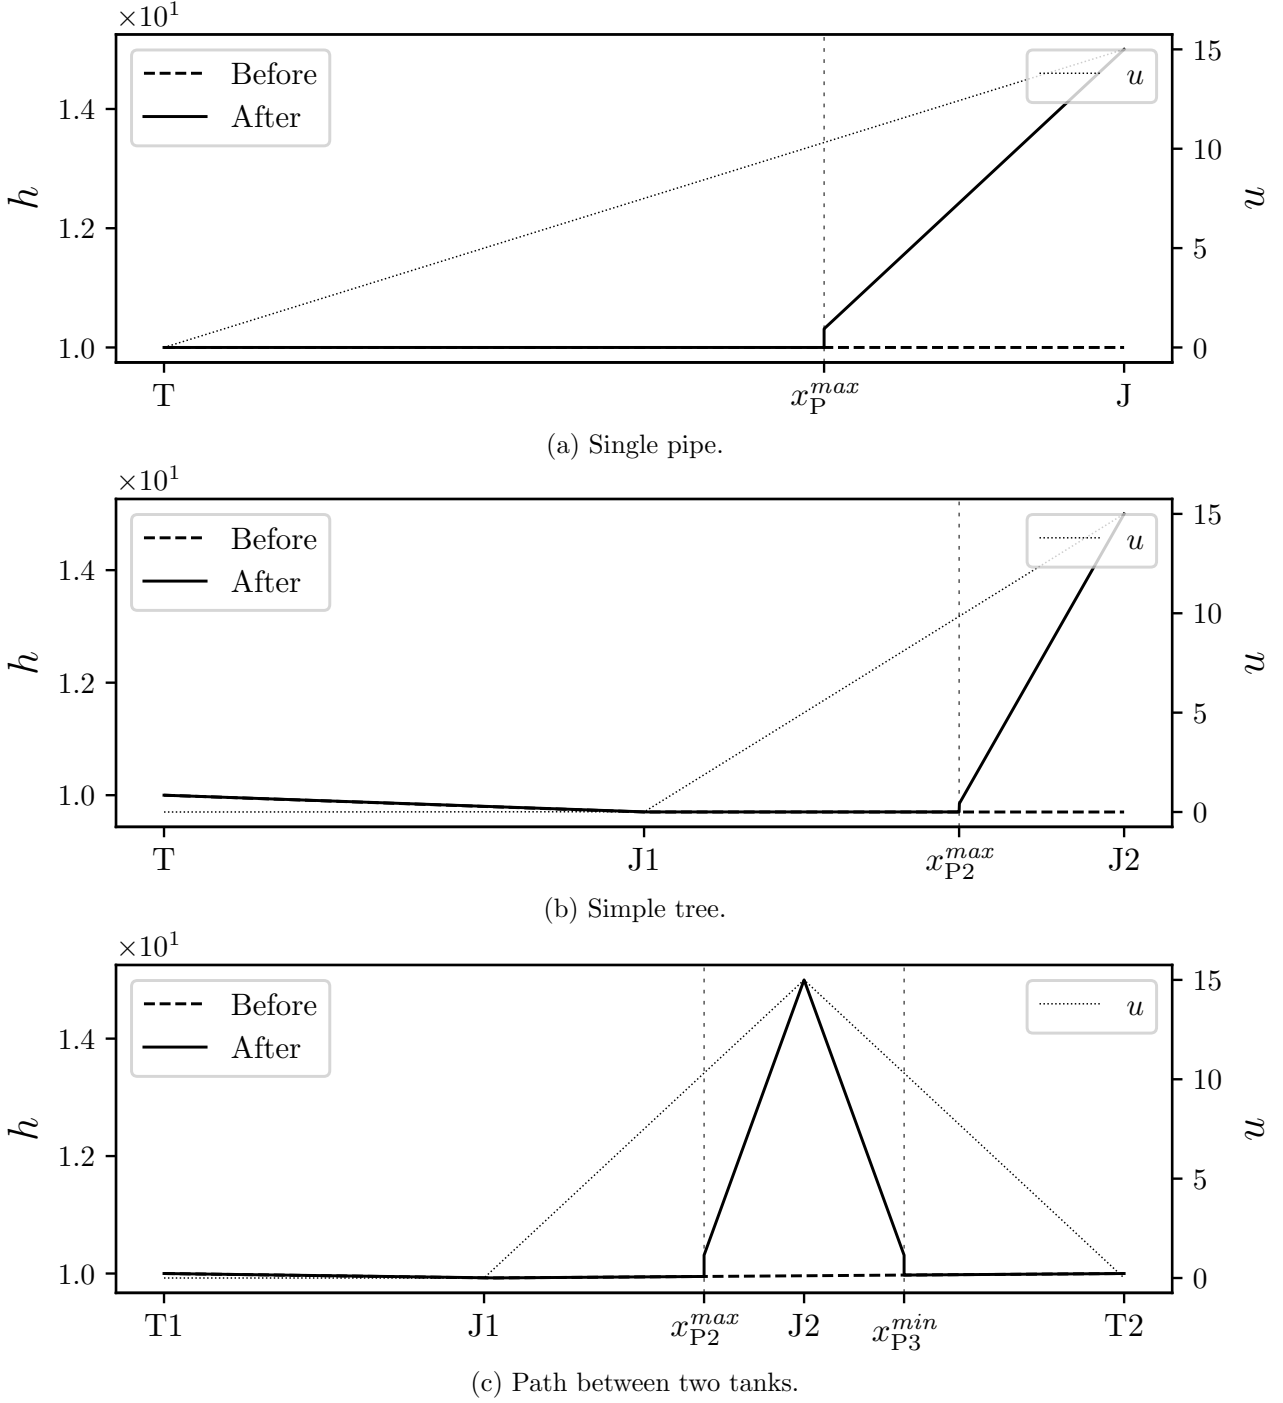 ×10¹
Before
After
u
h
u
1.4
1.2
1.0
15
10
5
0
T
x_P^max
J
(a) Single pipe.
×10¹
Before
After
u
h
u
1.4
1.2
1.0
15
10
5
0
T
J1
x_P2^max
J2
(b) Simple tree.
×10¹
Before
After
u
h
u
1.4
1.2
1.0
15
10
5
0
T1
J1
x_P2^max
J2
x_P3^min
T2
(c) Path between two tanks.